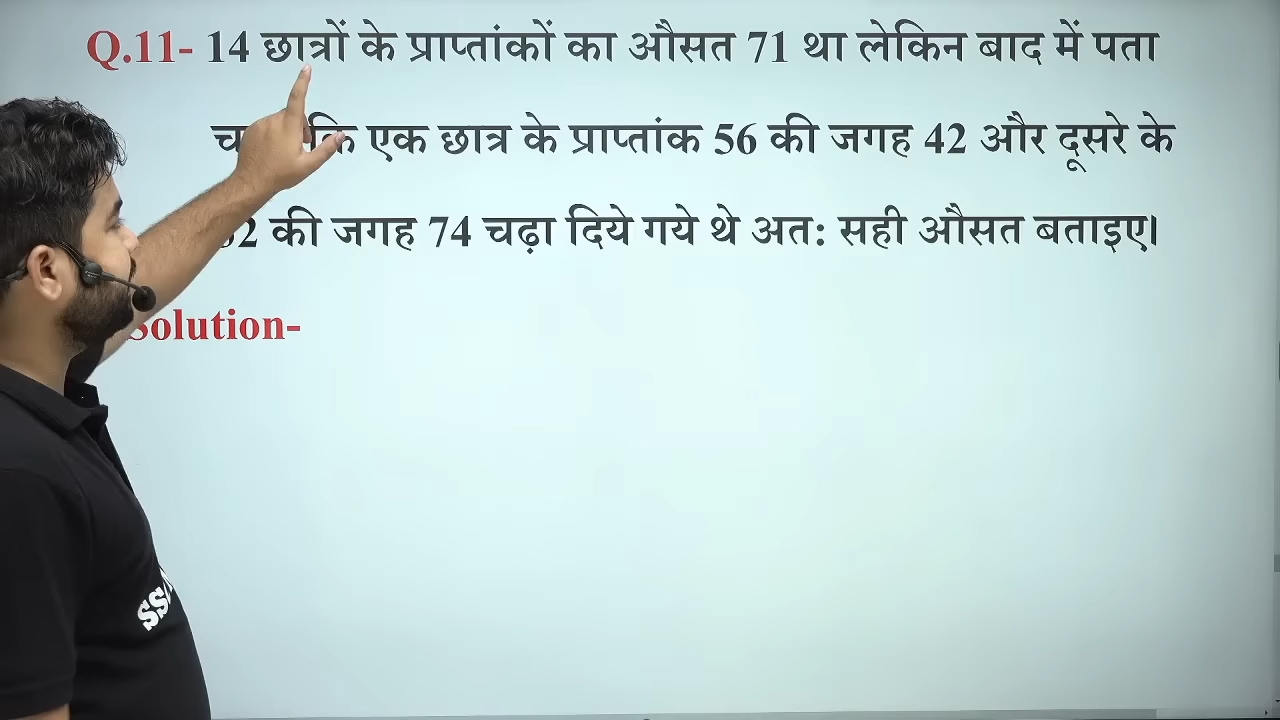 Q.11- 14 छात्रों के प्राप्तांकों का औसत 71 था लेकिन बाद में पता
कि एक छात्र के प्राप्तांक 56 की जगह 42 और दूसरे के
की जगह 74 चढ़ा दिये गये थे अत: सही औसत बताइए।
Solution-